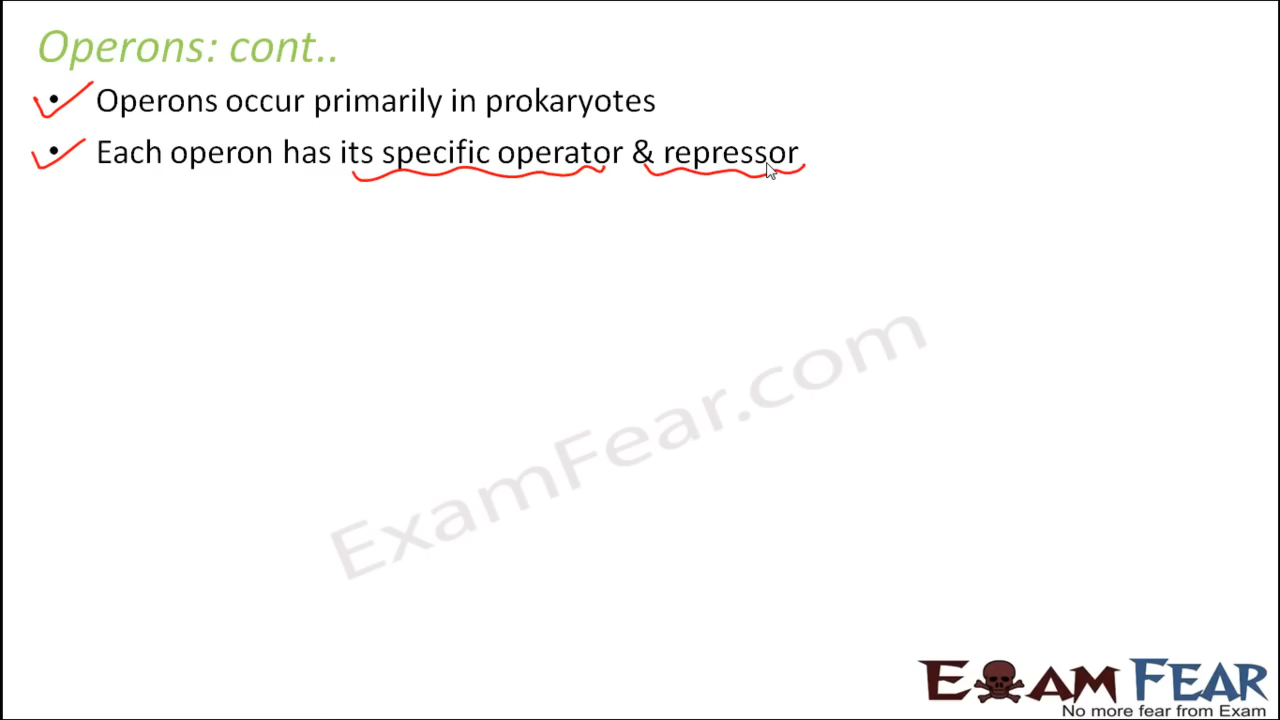 Operons: cont..
• Operons occur primarily in prokaryotes
• Each operon has its specific operator & repressor
ExamFear.com
EXAM FEAR
No more fear from Exam